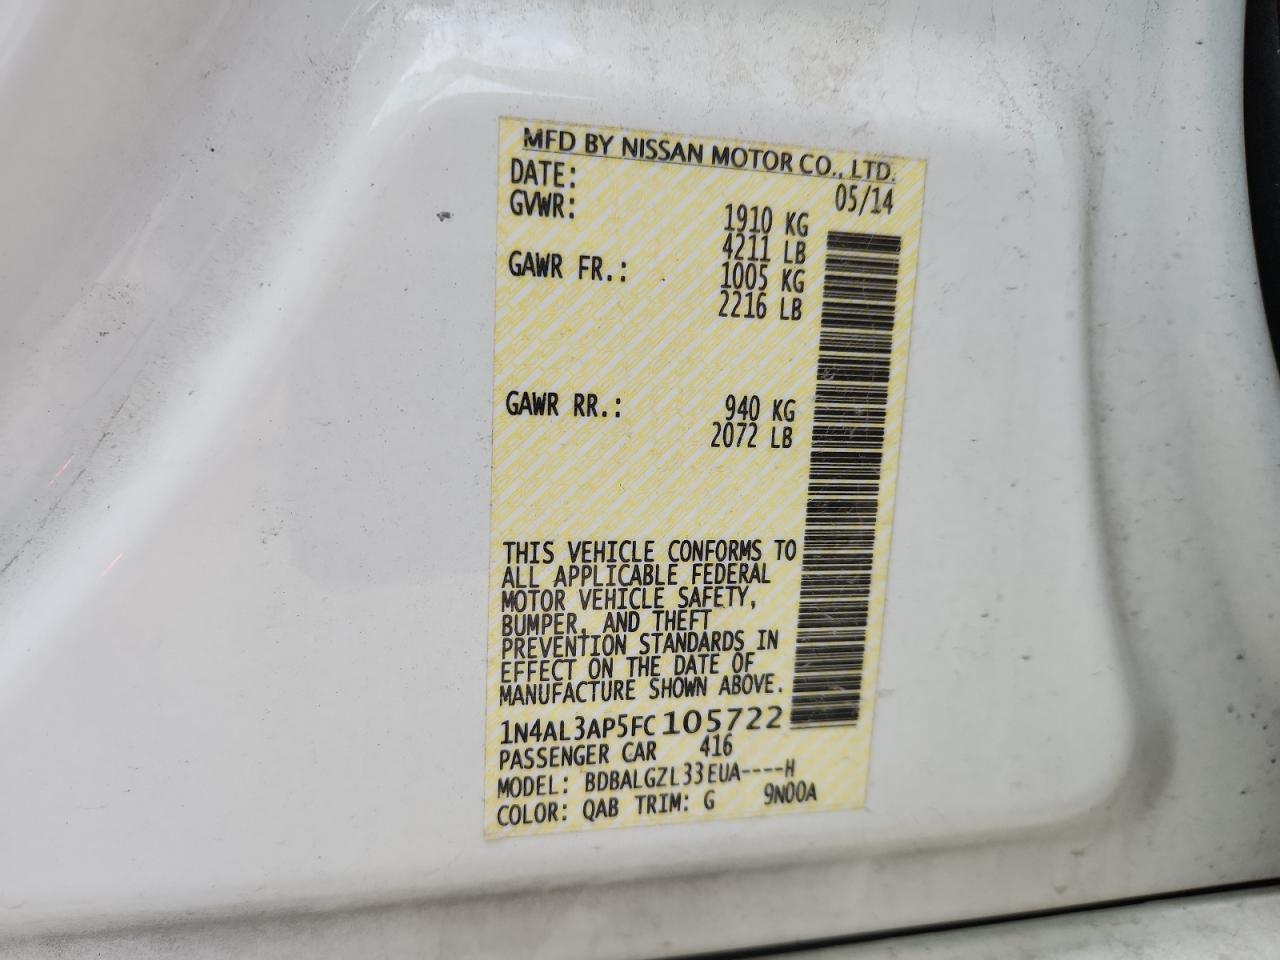 MFD BY NISSAN MOTOR CO., LTD.
DATE: 05/14
GVWR: 1910 KG
4211 LB
GAWR FR.: 1005 KG
2216 LB
GAWR RR.: 940 KG
2072 LB
THIS VEHICLE CONFORMS TO
ALL APPLICABLE FEDERAL
MOTOR VEHICLE SAFETY,
BUMPER, AND THEFT
PREVENTION STANDARDS IN
EFFECT ON THE DATE OF
MANUFACTURE SHOWN ABOVE.
1N4AL3AP5FC105722
PASSENGER CAR 416
MODEL: BDBALGZL33EUA----H
COLOR: QAB TRIM: G 9N00A